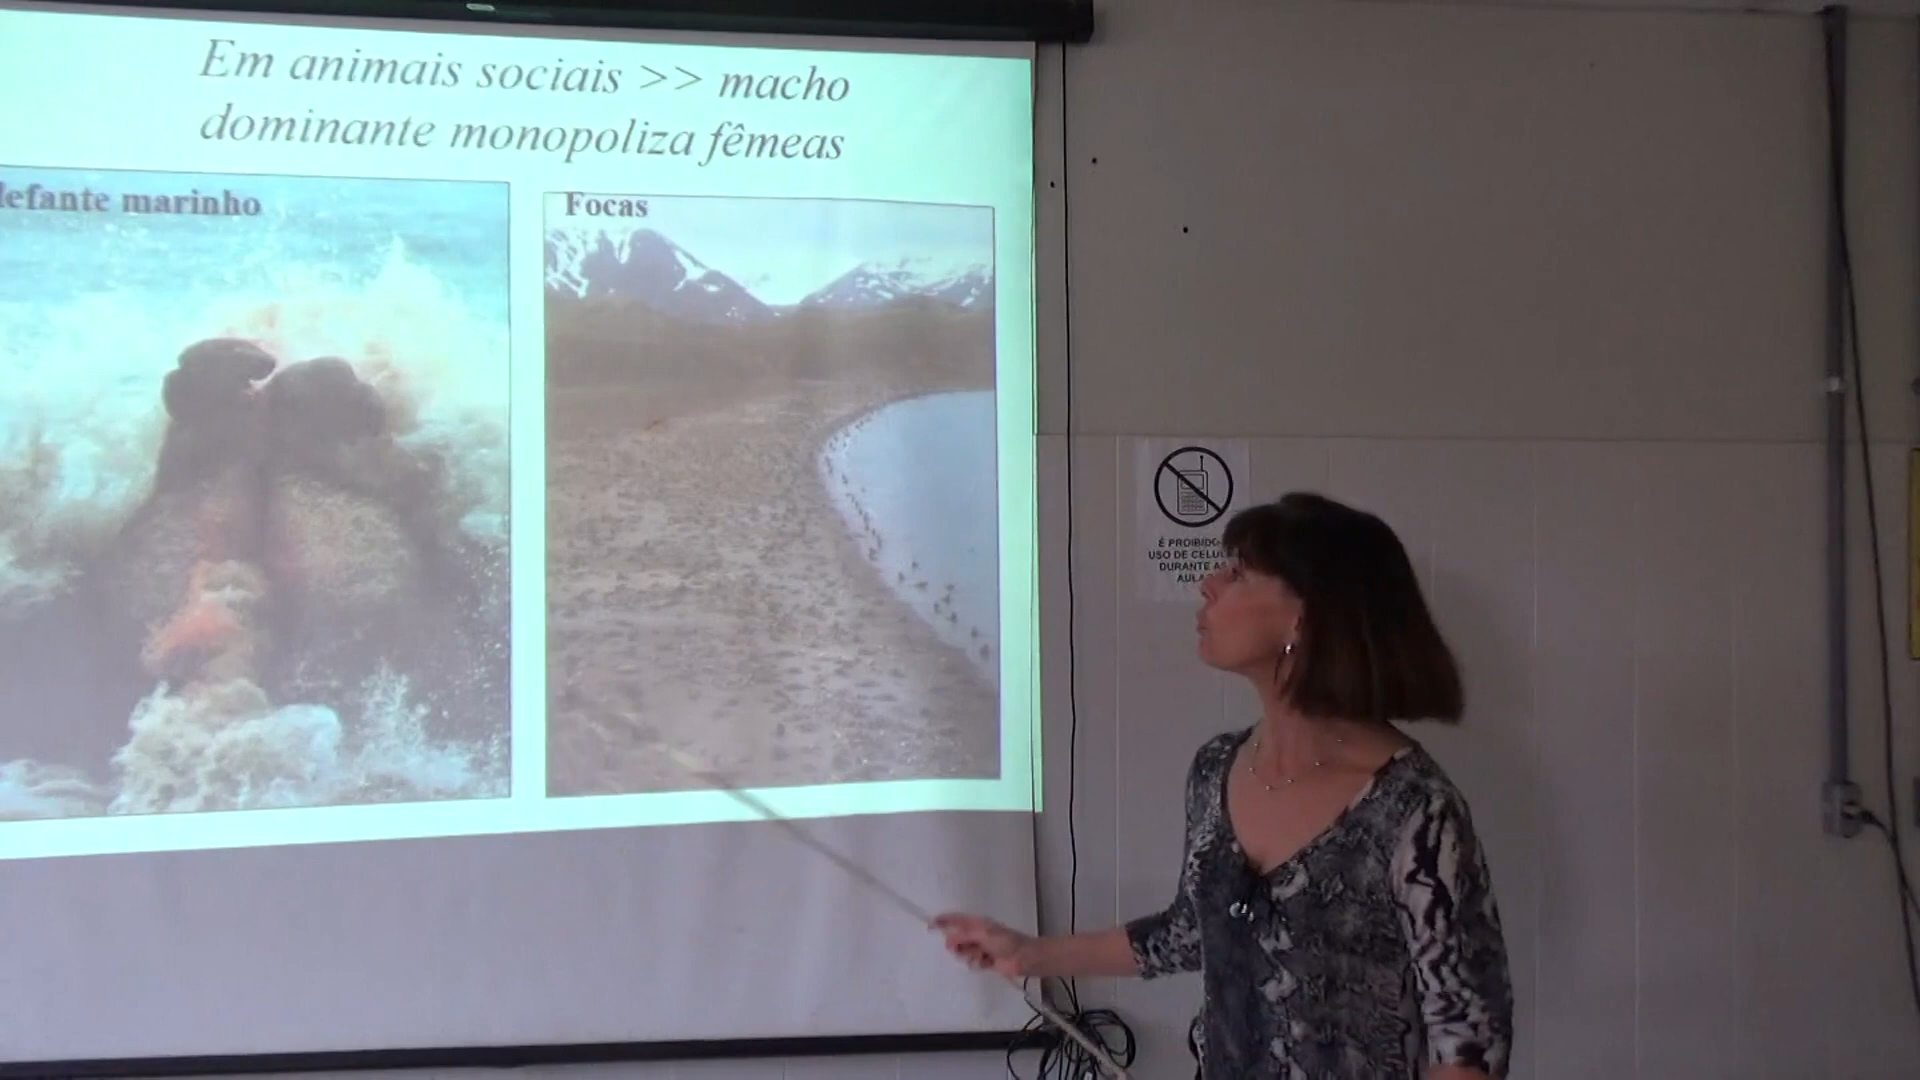 Em animais sociais >> macho
dominante monopoliza fêmeas
lefante marinho
Focas
É PROIBIDO
USO DE CELUL
DURANTE AS
AULA